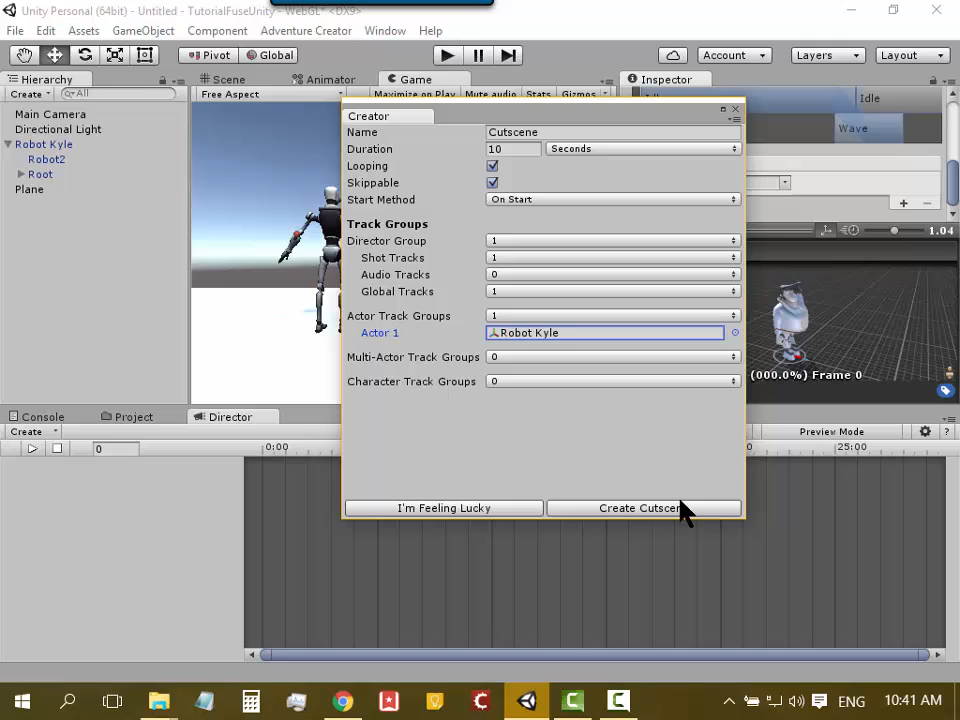 Unity Personal (64bit) - Untitled - TutorialFuseUnity - WebGL* <DX9>
File Edit Assets GameObject Component Adventure Creator Window Help
Pivot Global Account Layers Layout
Hierarchy Scene Animator Game Inspector
Create All Free Aspect Maximize on Play Mute audio Stats Gizmos Idle
Main Camera
Directional Light
Robot Kyle
Robot2
Root
Plane
Wave
1.04
(000.0%) Frame 0
Creator
Name Cutscene
Duration 10 Seconds
Looping
Skippable
Start Method On Start
Track Groups
Director Group 1
Shot Tracks 1
Audio Tracks 0
Global Tracks 1
Actor Track Groups 1
Actor 1 Robot Kyle
Multi-Actor Track Groups 0
Character Track Groups 0
I'm Feeling Lucky Create Cutscen
Console Project Director
Create Preview Mode ?
0 0:00 25:00
ENG 10:41 AM